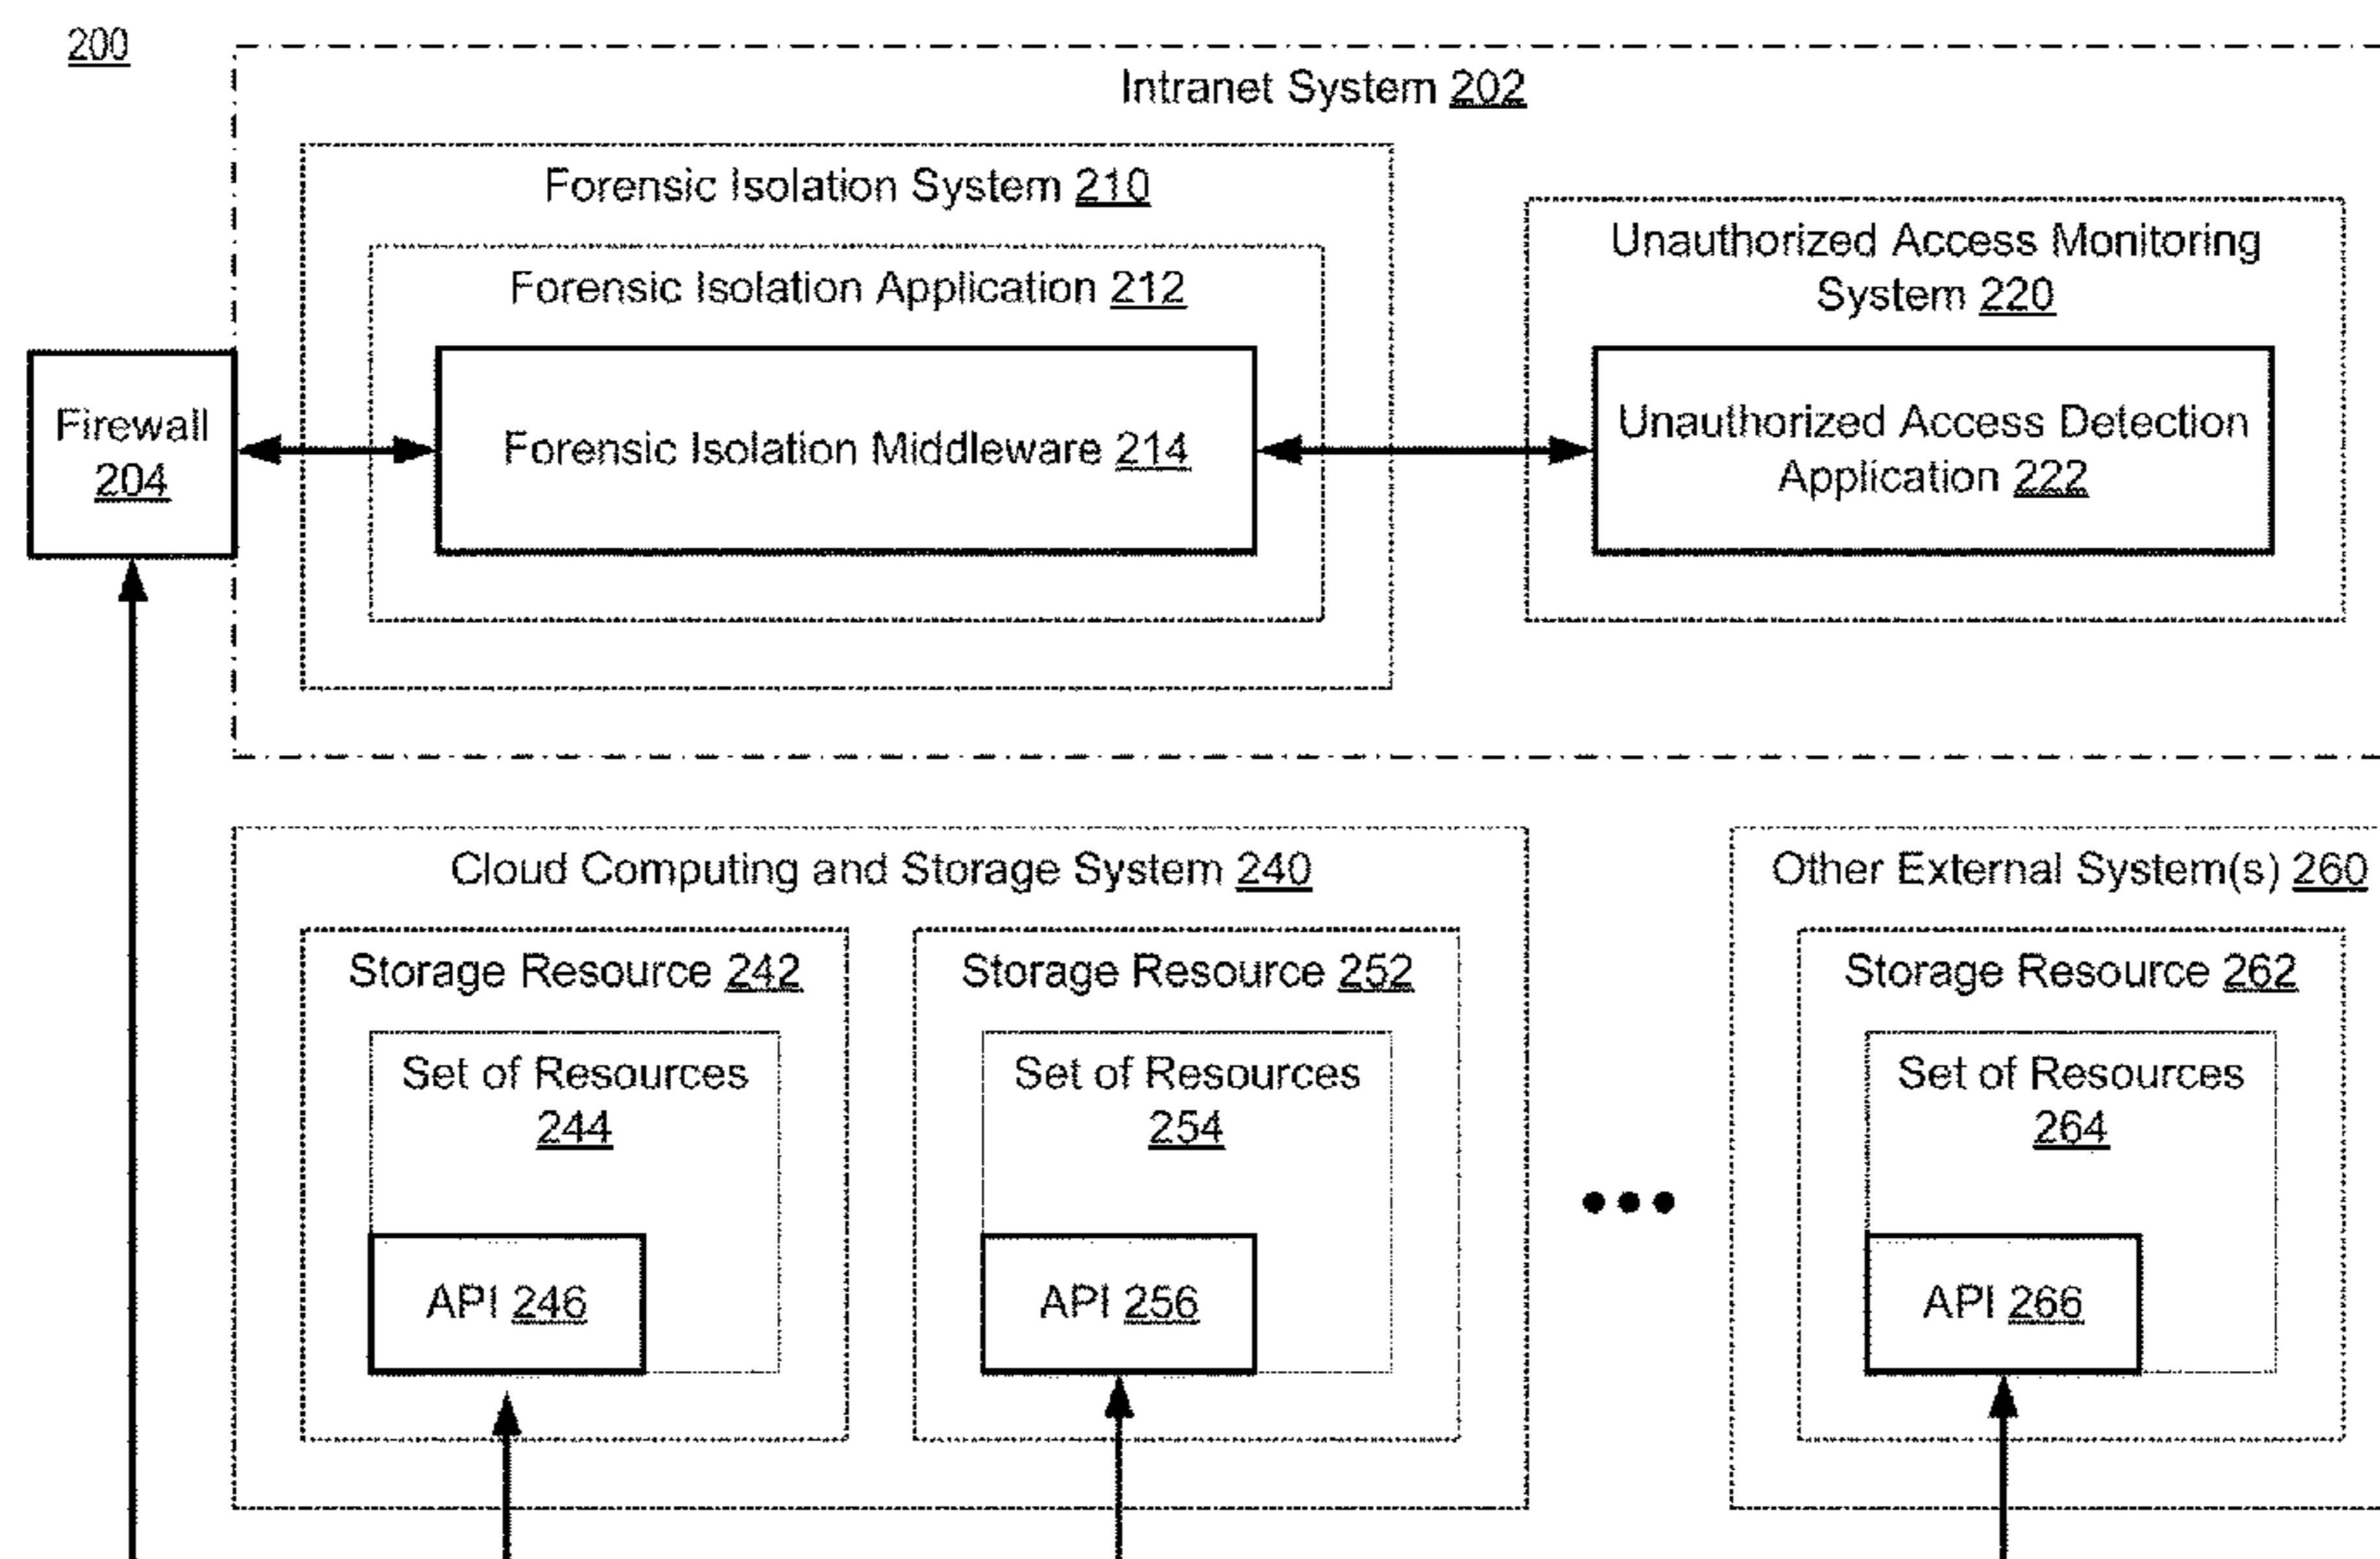 200
Intranet System 202
Forensic Isolation System 210
Forensic Isolation Application 212
Forensic Isolation Middleware 214
Unauthorized Access Monitoring
System 220
Unauthorized Access Detection
Application 222
Firewall
204
Cloud Computing and Storage System 240
Storage Resource 242
Set of Resources
244
API 246
Storage Resource 252
Set of Resources
254
API 256
Other External System(s) 260
Storage Resource 262
Set of Resources
264
API 266